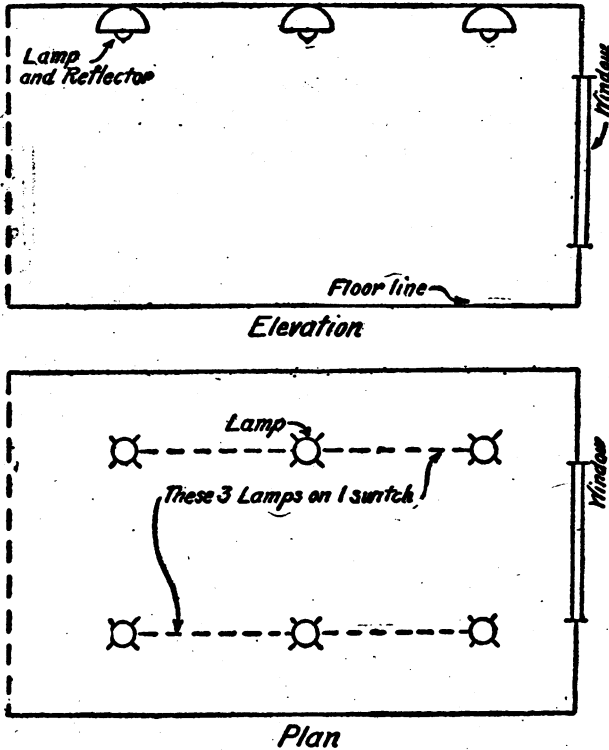 Lamp
and Reflector
Window
Floor line
Elevation
Lamp
These 3 Lamps on 1 switch
Window
Plan